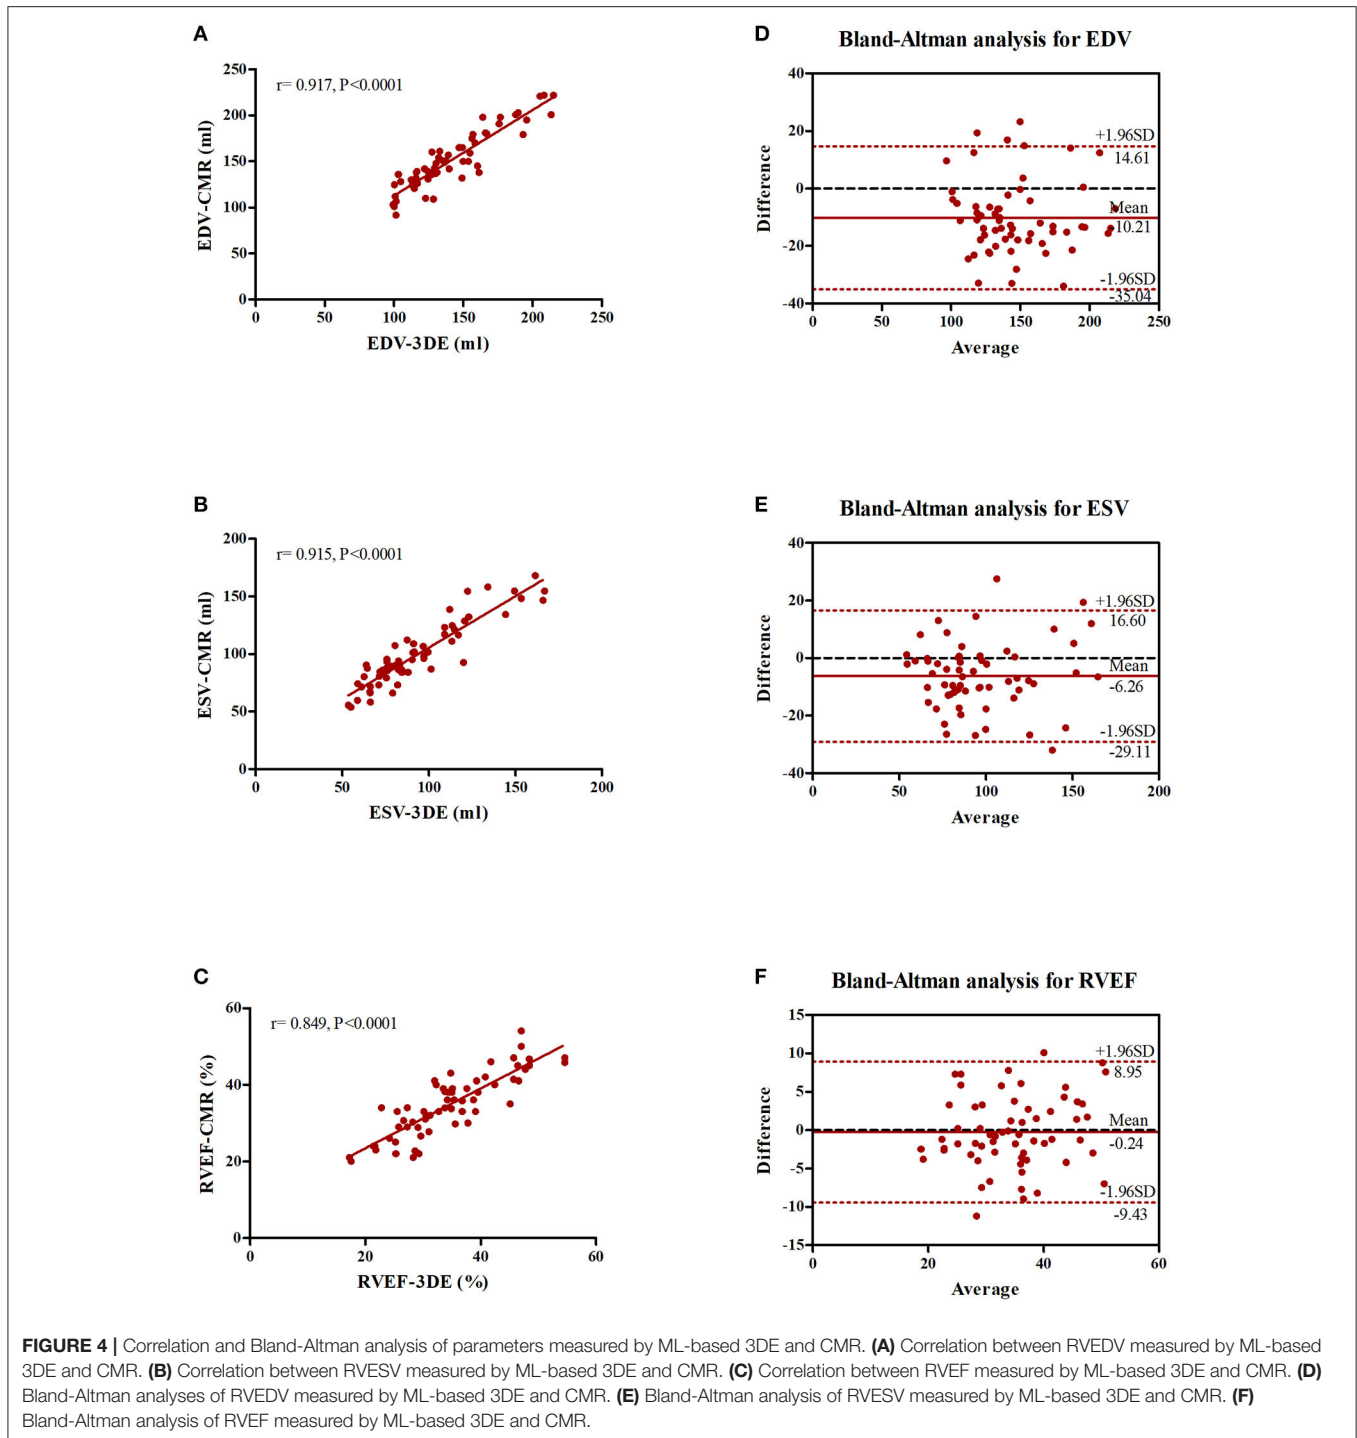 A
r= 0.917, P<0.0001
EDV-CMR (ml)
250
200
150
100
50
0
0 50 100 150 200 250
EDV-3DE (ml)
D
Bland-Altman analysis for EDV
Difference
40
20
0
-20
-40
+1.96SD
14.61
Mean
-10.21
-1.96SD
-35.04
0 50 100 150 200 250
Average
B
r= 0.915, P<0.0001
ESV-CMR (ml)
200
150
100
50
0
0 50 100 150 200
ESV-3DE (ml)
E
Bland-Altman analysis for ESV
Difference
40
20
0
-20
-40
+1.96SD
16.60
Mean
-6.26
-1.96SD
-29.11
0 50 100 150 200
Average
C
r= 0.849, P<0.0001
RVEF-CMR (%)
60
40
20
0
0 20 40 60
RVEF-3DE (%)
F
Bland-Altman analysis for RVEF
Difference
15
10
5
0
-5
-10
-15
+1.96SD
8.95
Mean
-0.24
-1.96SD
-9.43
0 20 40 60
Average
FIGURE 4 | Correlation and Bland-Altman analysis of parameters measured by ML-based 3DE and CMR. (A) Correlation between RVEDV measured by ML-based
3DE and CMR. (B) Correlation between RVESV measured by ML-based 3DE and CMR. (C) Correlation between RVEF measured by ML-based 3DE and CMR. (D)
Bland-Altman analyses of RVEDV measured by ML-based 3DE and CMR. (E) Bland-Altman analysis of RVESV measured by ML-based 3DE and CMR. (F)
Bland-Altman analysis of RVEF measured by ML-based 3DE and CMR.